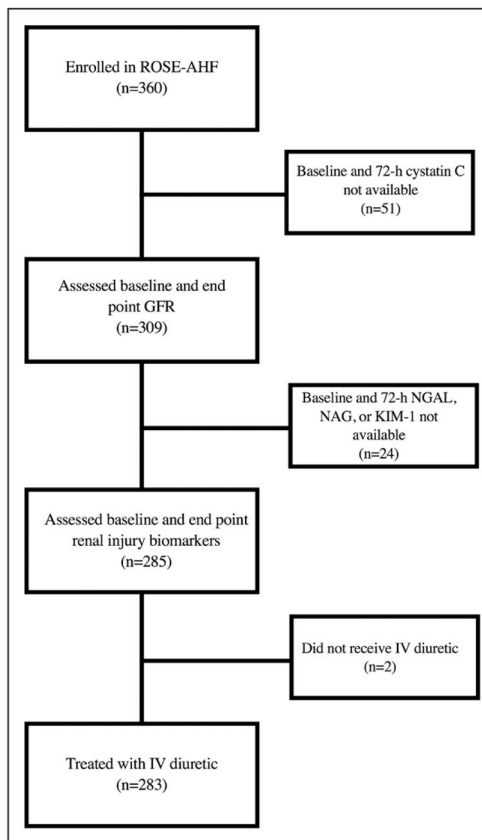 Enrolled in ROSE-AHF
(n=360)
Baseline and 72-h cystatin C
not available
(n=51)
Assessed baseline and end
point GFR
(n=309)
Baseline and 72-h NGAL,
NAG, or KIM-1 not
available
(n=24)
Assessed baseline and end point
renal injury biomarkers
(n=285)
Did not receive IV diuretic
(n=2)
Treated with IV diuretic
(n=283)